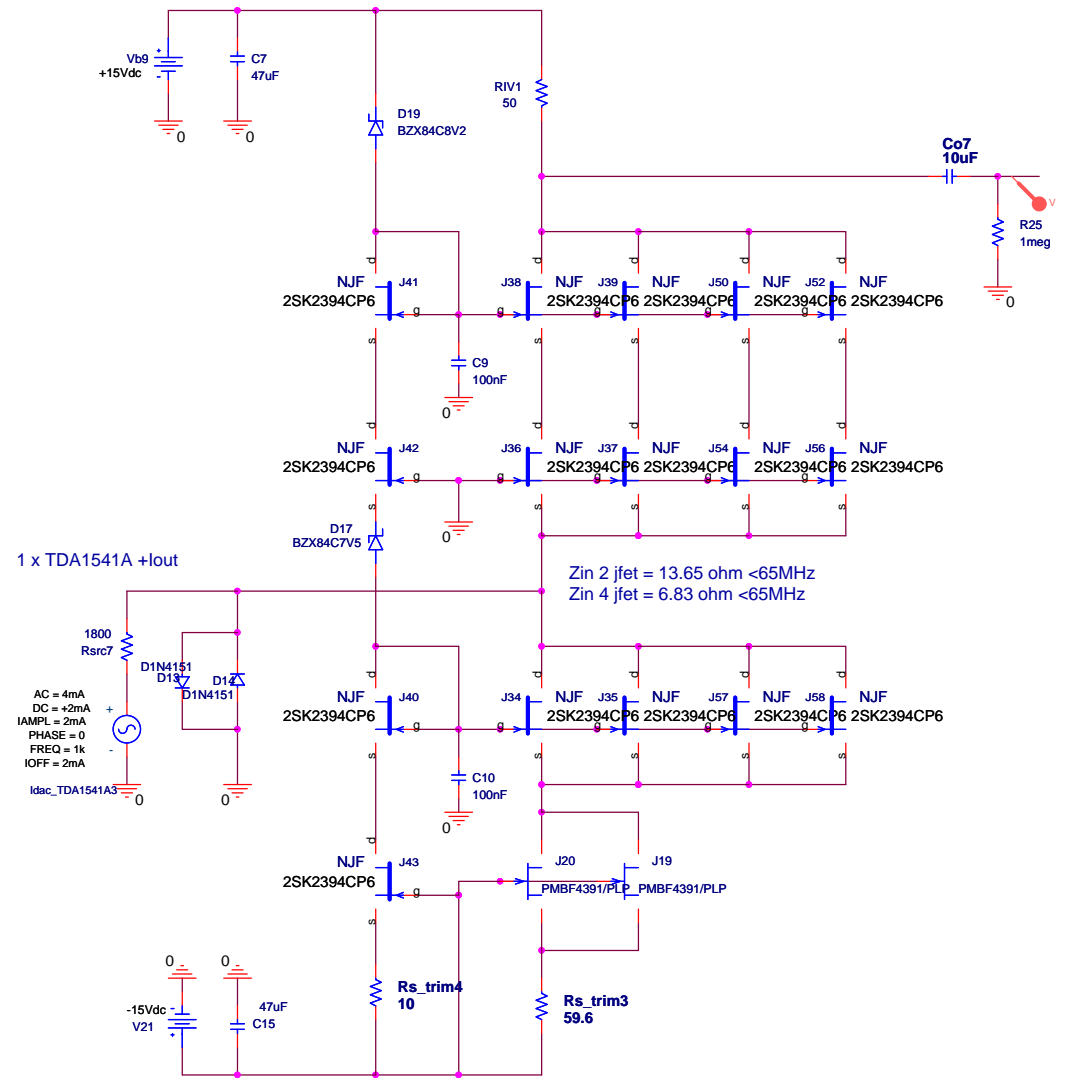 Vb9
+15Vdc
0
C7
47uF
0
D19
BZX84C8V2
RIV1
50
Co7
10uF
V
R25
1meg
0
d
d
d
d
d
NJF
J41
2SK2394CP6
g
s
J38
NJF
2SK2394CP6
g
s
J39
NJF
2SK2394CP6
g
s
J50
NJF
2SK2394CP6
g
s
J52
NJF
2SK2394CP6
g
s
C9
100nF
0
d
d
d
d
d
NJF
J42
2SK2394CP6
g
s
J36
NJF
2SK2394CP6
g
s
J37
NJF
2SK2394CP6
g
s
J54
NJF
2SK2394CP6
g
s
J56
NJF
2SK2394CP6
g
s
0
D17
BZX84C7V5
1 x TDA1541A +Iout
Zin 2 jfet = 13.65 ohm <65MHz
Zin 4 jfet = 6.83 ohm <65MHz
1800
Rsrc7
D1N4151
D13
D14
D1N4151
AC = 4mA
DC = +2mA
IAMPL = 2mA
PHASE = 0
FREQ = 1k
IOFF = 2mA
+
-
Idac_TDA1541A3
0
0
d
d
d
d
d
NJF
J40
2SK2394CP6
g
s
J34
NJF
2SK2394CP6
g
s
J35
NJF
2SK2394CP6
g
s
J57
NJF
2SK2394CP6
g
s
J58
NJF
2SK2394CP6
g
s
C10
100nF
0
d
NJF
J43
2SK2394CP6
g
s
J20
PMBF4391/PLP
J19
PMBF4391/PLP
0
0
-15Vdc
V21
47uF
C15
Rs_trim4
10
Rs_trim3
59.6